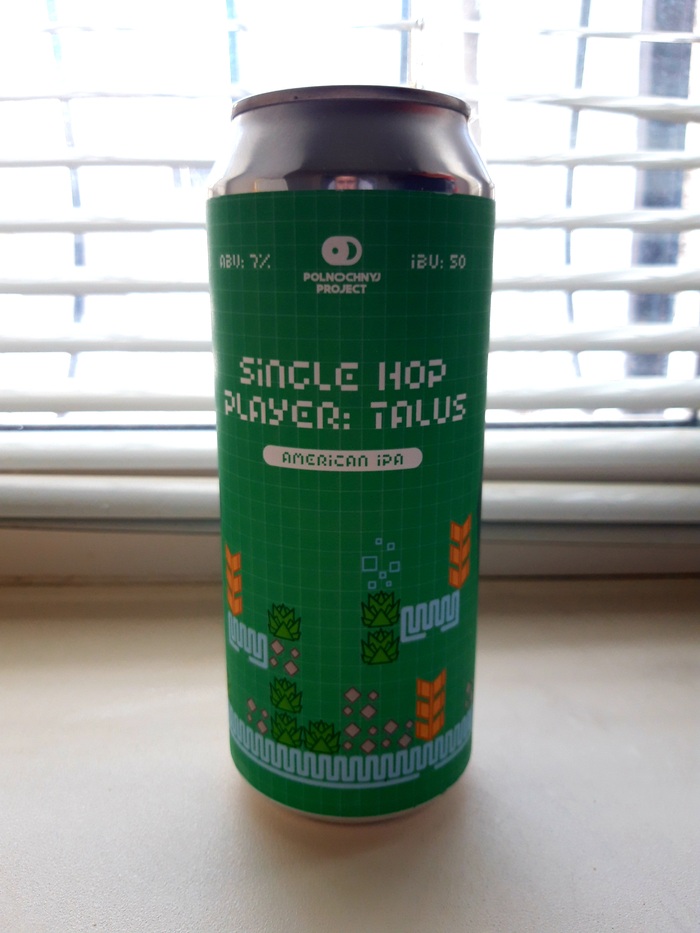 ABV: 7%
POLNOCHNYJ
PROJECT
iBU: 50
SiNGLE HOP
PLAYER: TALUS
AMERiCAN iPA